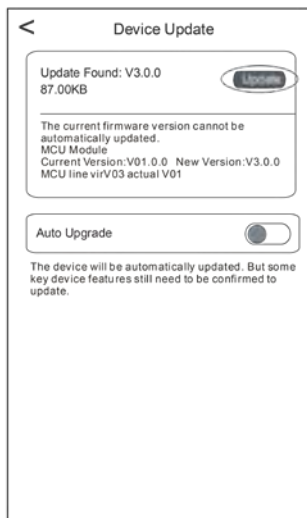 < Device Update
Update Found: V3.0.0
Update
87.00KB
The current firmware version cannot be
automatically updated.
MCU Module
Current Version:V01.0.0 New Version:V3.0.0
MCU line virV03 actual V01
Auto Upgrade
The device will be automatically updated. But some
key device features still need to be confirmed to
update.